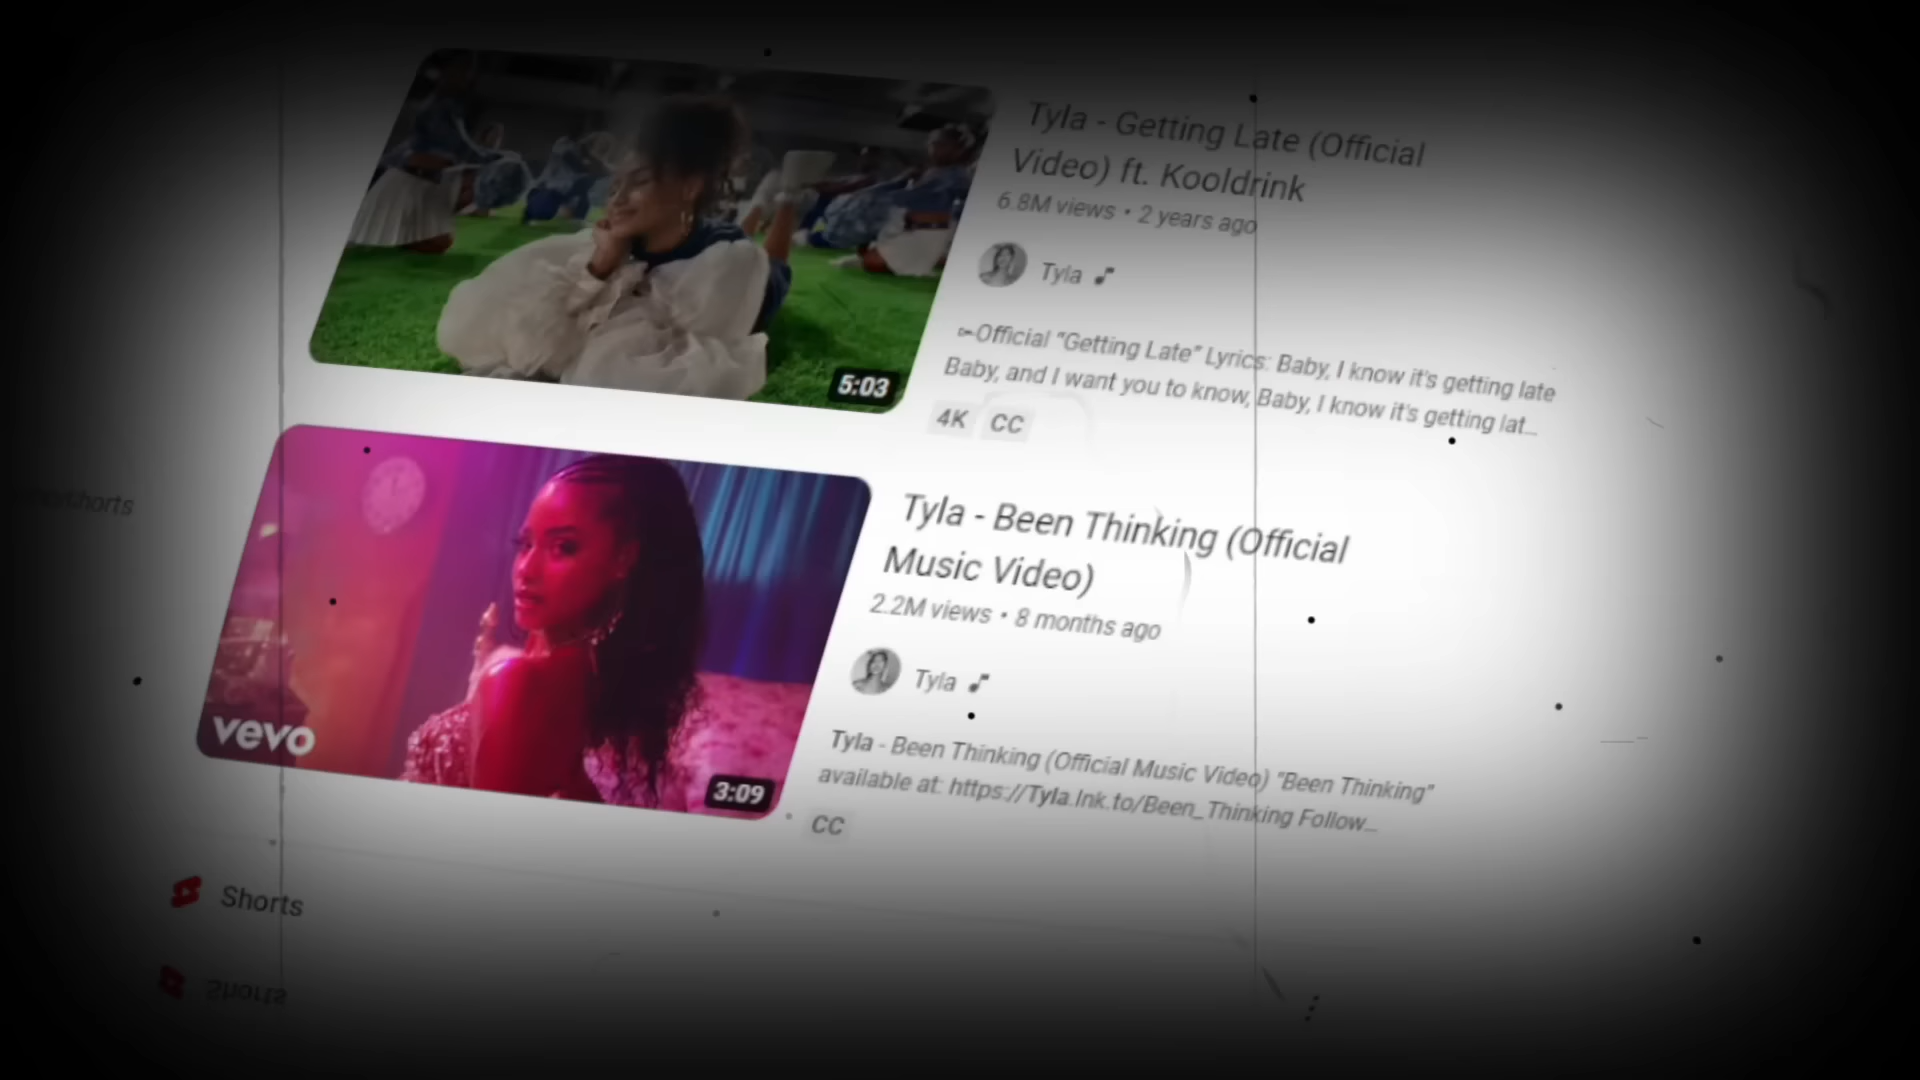 Tyla - Getting Late (Official
Video) ft. Kooldrink
6.8M views • 2 years ago
Tyla
Official "Getting Late" Lyrics: Baby, I know it's getting late
Baby, and I want you to know, Baby, I know it's getting lat...
4K CC
5:03
Tyla - Been Thinking (Official
Music Video)
2.2M views • 8 months ago
Tyla
Tyla - Been Thinking (Official Music Video) "Been Thinking"
available at: https://Tyla.lnk.to/Been_Thinking Follow...
CC
vevo
3:09
Shorts
Shorts